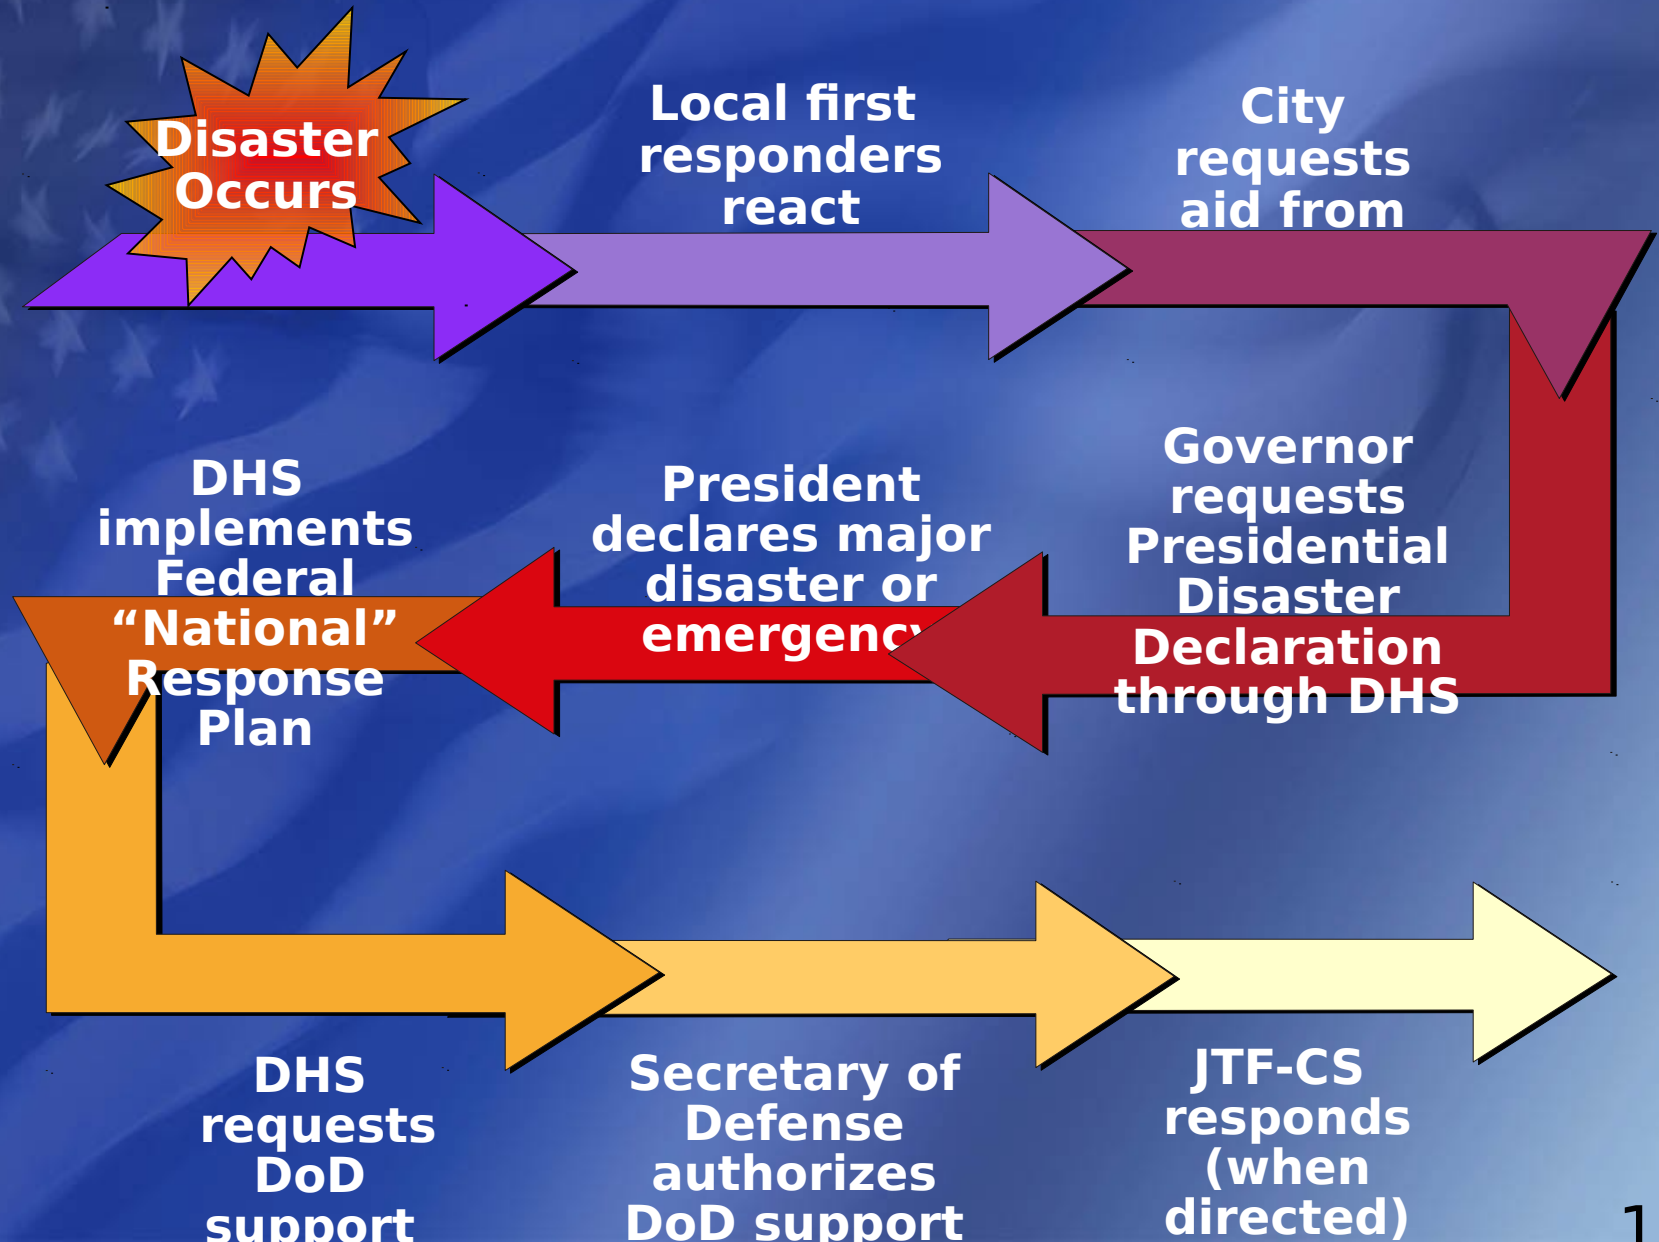 Disaster
Occurs
Local first
responders
react
City
requests
aid from
Governor
requests
Presidential
Disaster
Declaration
through DHS
President
declares major
disaster or
emergency
DHS
implements
Federal
“National”
Response
Plan
DHS
requests
DoD
support
Secretary of
Defense
authorizes
DoD support
JTF-CS
responds
(when
directed)
1